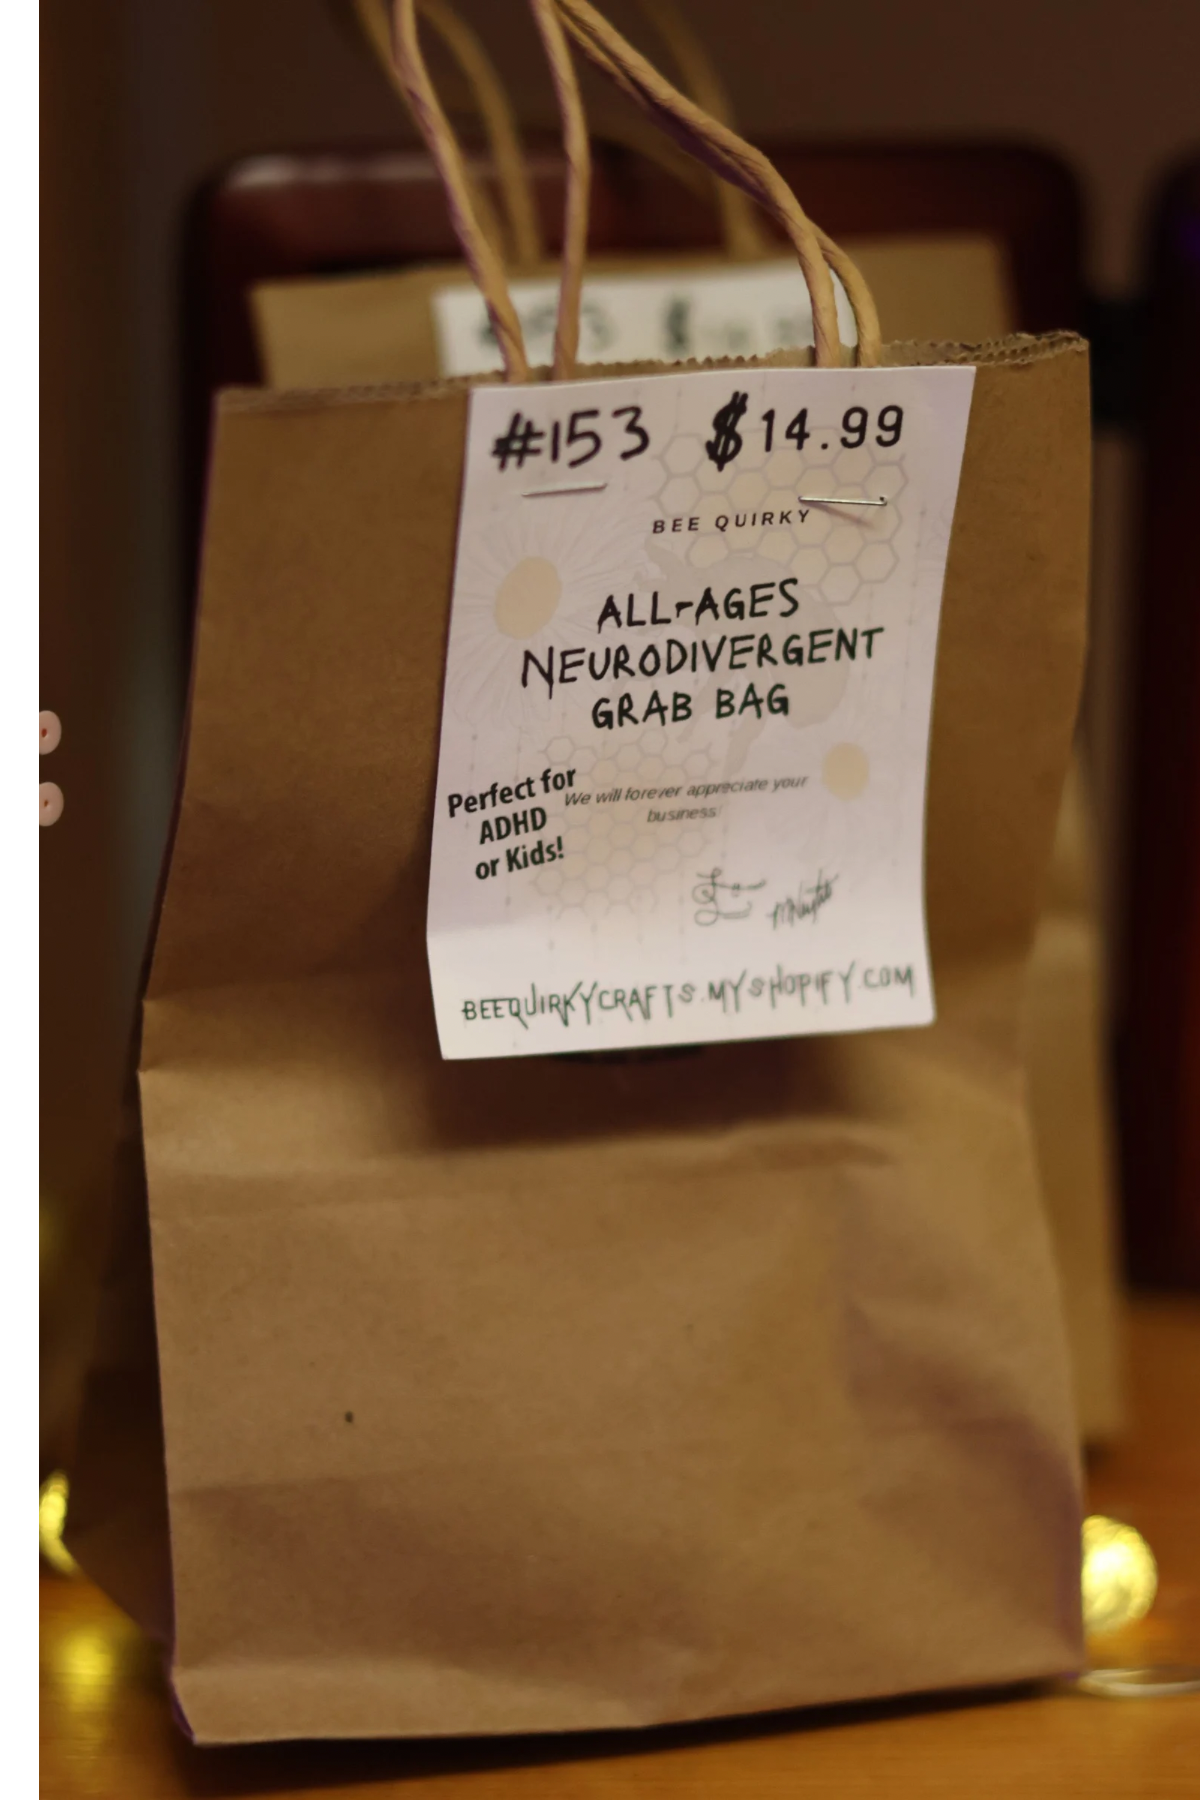 #153 $14.99
BEE QUIRKY
ALL-AGES
NEURODIVERGENT
GRAB BAG
Perfect for
ADHD
or Kids!
We will forever appreciate your
business!
BEEQUIRKYCRAFTS.MYSHOPIFY.COM